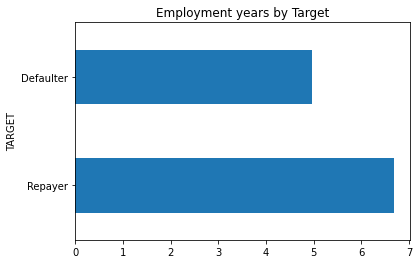 Employment years by Target
Defaulter
TARGET
Repayer
0 1 2 3 4 5 6 7